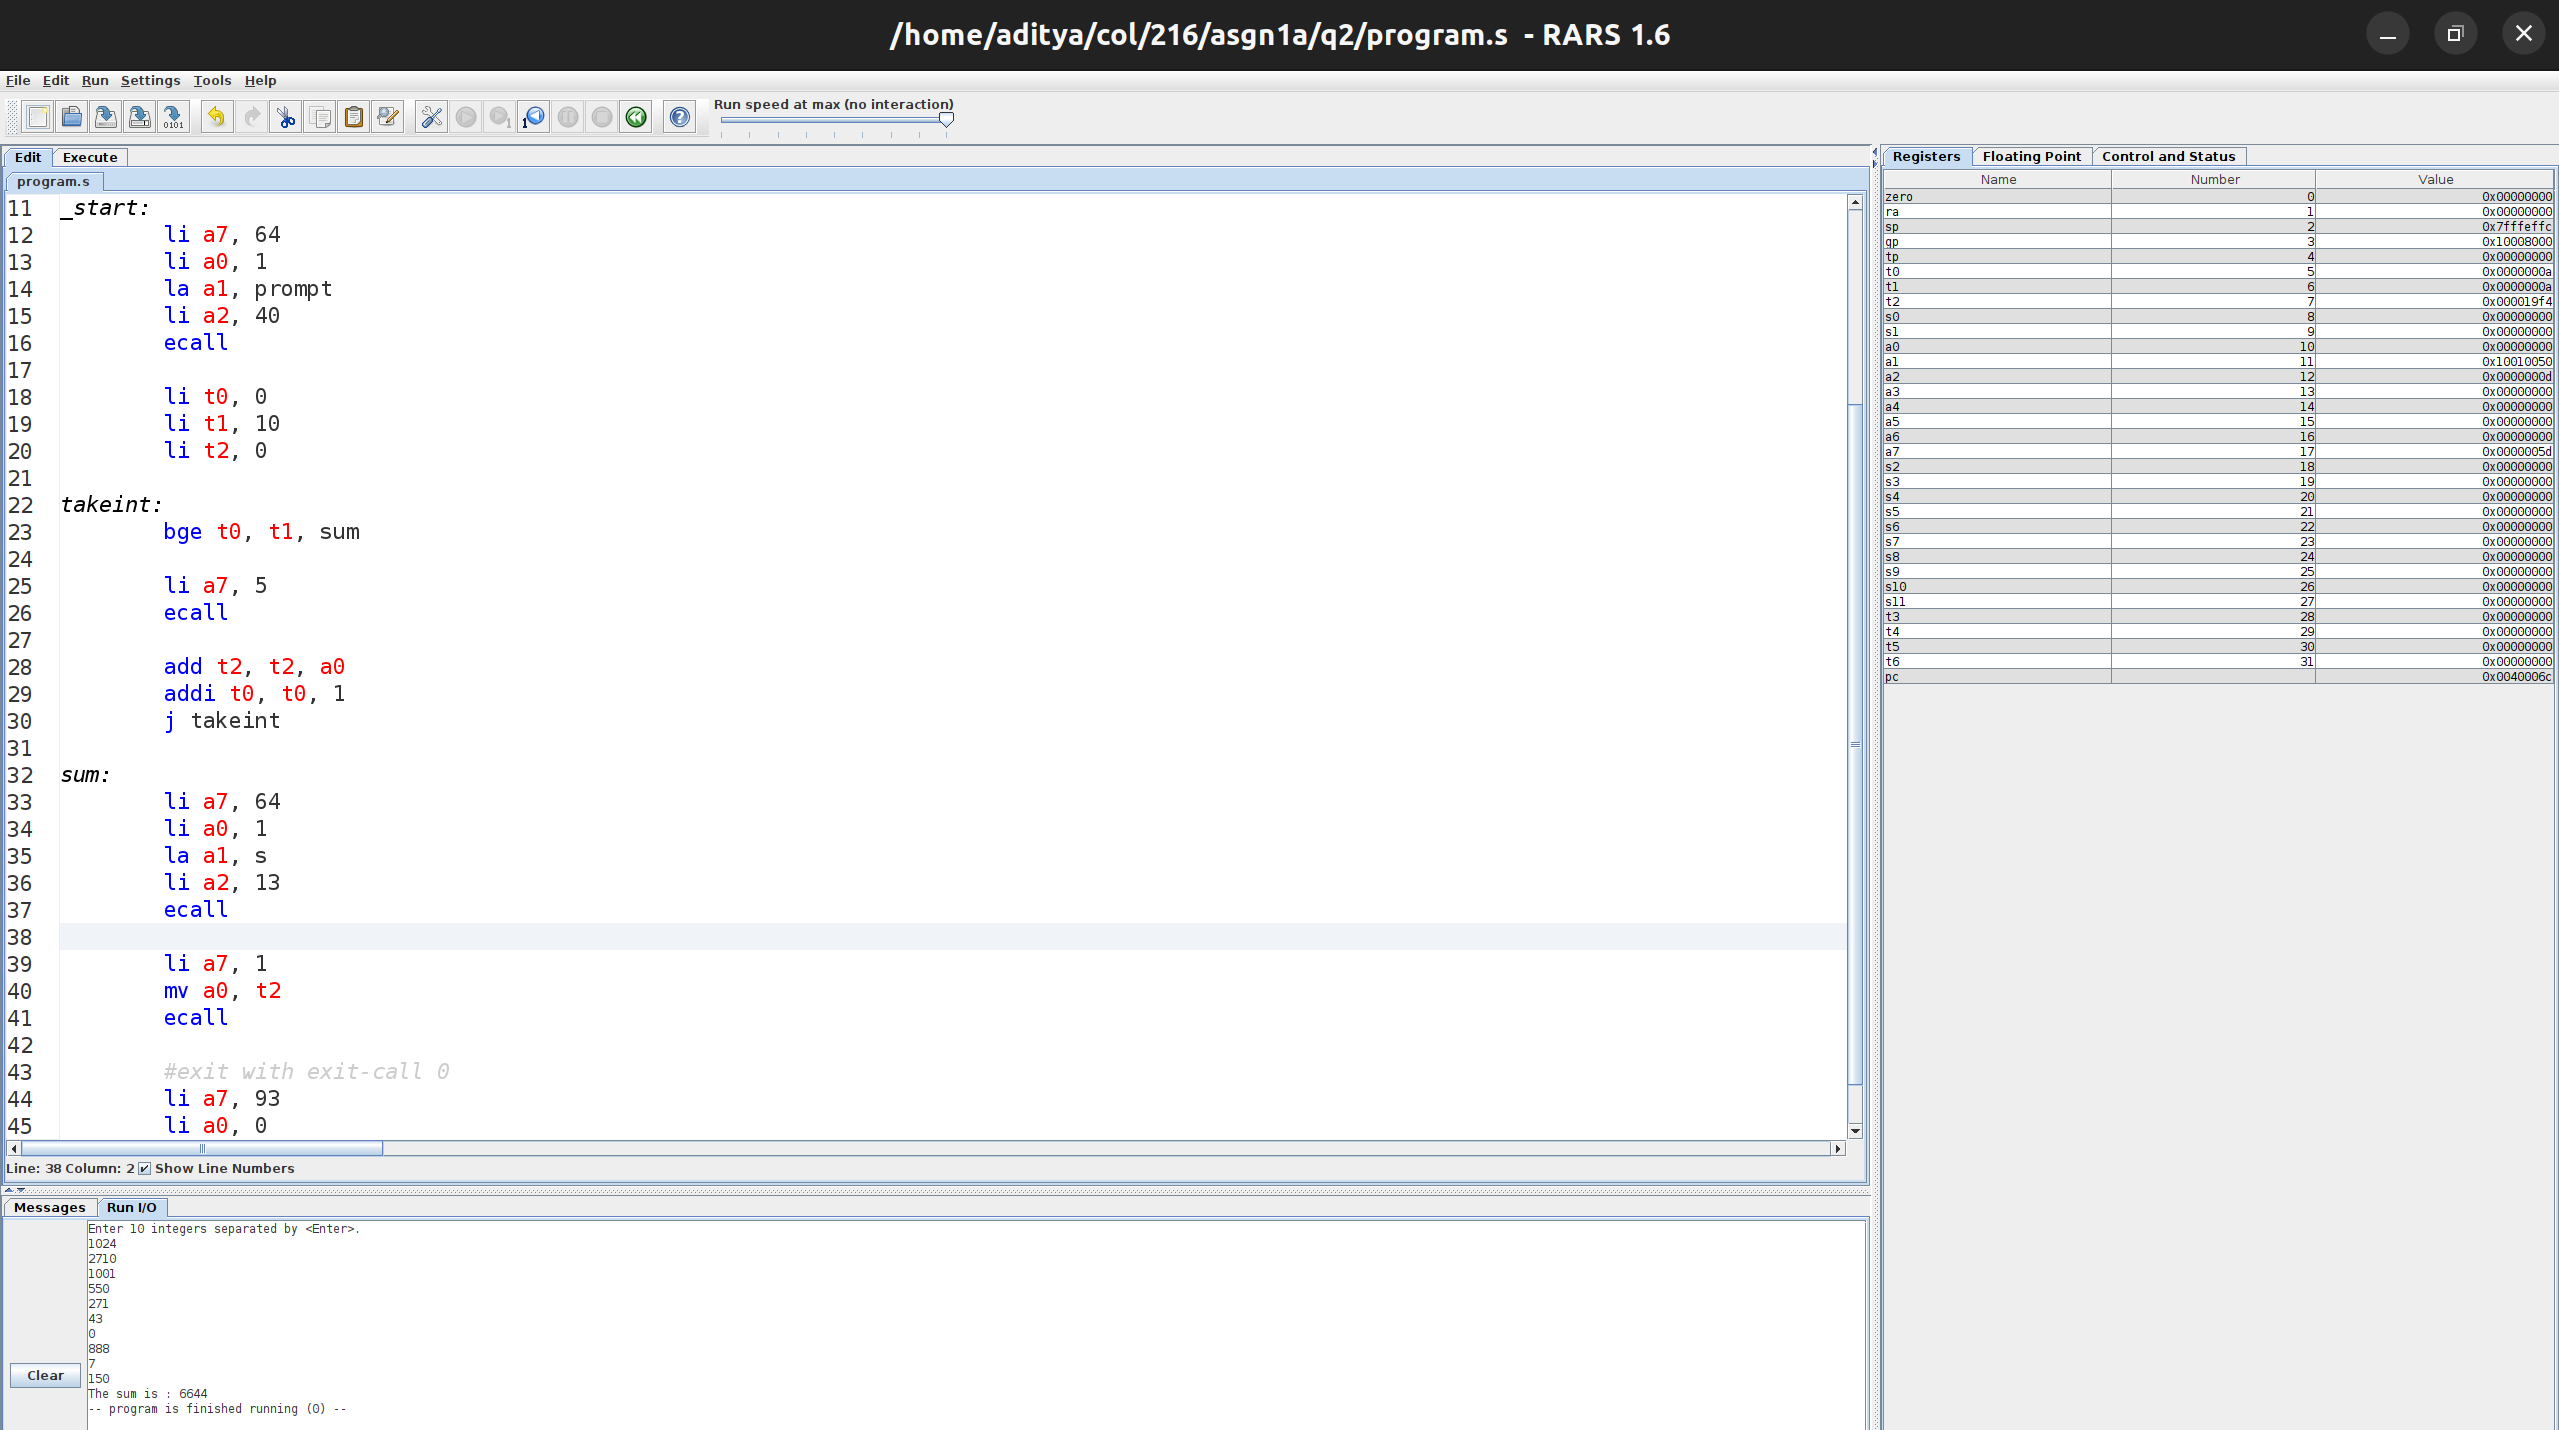 /home/aditya/col/216/asgn1a/q2/program.s - RARS 1.6
File Edit Run Settings Tools Help
Run speed at max (no interaction)
Edit Execute
program.s
11 _start:
12 li a7, 64
13 li a0, 1
14 la a1, prompt
15 li a2, 40
16 ecall
17
18 li t0, 0
19 li t1, 10
20 li t2, 0
21
22 takeint:
23 bge t0, t1, sum
24
25 li a7, 5
26 ecall
27
28 add t2, t2, a0
29 addi t0, t0, 1
30 j takeint
31
32 sum:
33 li a7, 64
34 li a0, 1
35 la a1, s
36 li a2, 13
37 ecall
38
39 li a7, 1
40 mv a0, t2
41 ecall
42
43 #exit with exit-call 0
44 li a7, 93
45 li a0, 0
Line: 38 Column: 2 Show Line Numbers
Messages Run I/O
Enter 10 integers separated by <Enter>.
1024
2710
1001
550
271
43
0
888
7
150
The sum is : 6644
-- program is finished running (0) --
Clear
Registers Floating Point Control and Status
Name Number Value
zero 0 0x00000000
ra 1 0x00000000
sp 2 0x7fffeffc
gp 3 0x10008000
tp 4 0x00000000
t0 5 0x0000000a
t1 6 0x0000000a
t2 7 0x000019f4
s0 8 0x00000000
s1 9 0x00000000
a0 10 0x00000000
a1 11 0x10010050
a2 12 0x0000000d
a3 13 0x00000000
a4 14 0x00000000
a5 15 0x00000000
a6 16 0x00000000
a7 17 0x0000005d
s2 18 0x00000000
s3 19 0x00000000
s4 20 0x00000000
s5 21 0x00000000
s6 22 0x00000000
s7 23 0x00000000
s8 24 0x00000000
s9 25 0x00000000
s10 26 0x00000000
s11 27 0x00000000
t3 28 0x00000000
t4 29 0x00000000
t5 30 0x00000000
t6 31 0x00000000
pc 0x0040006c